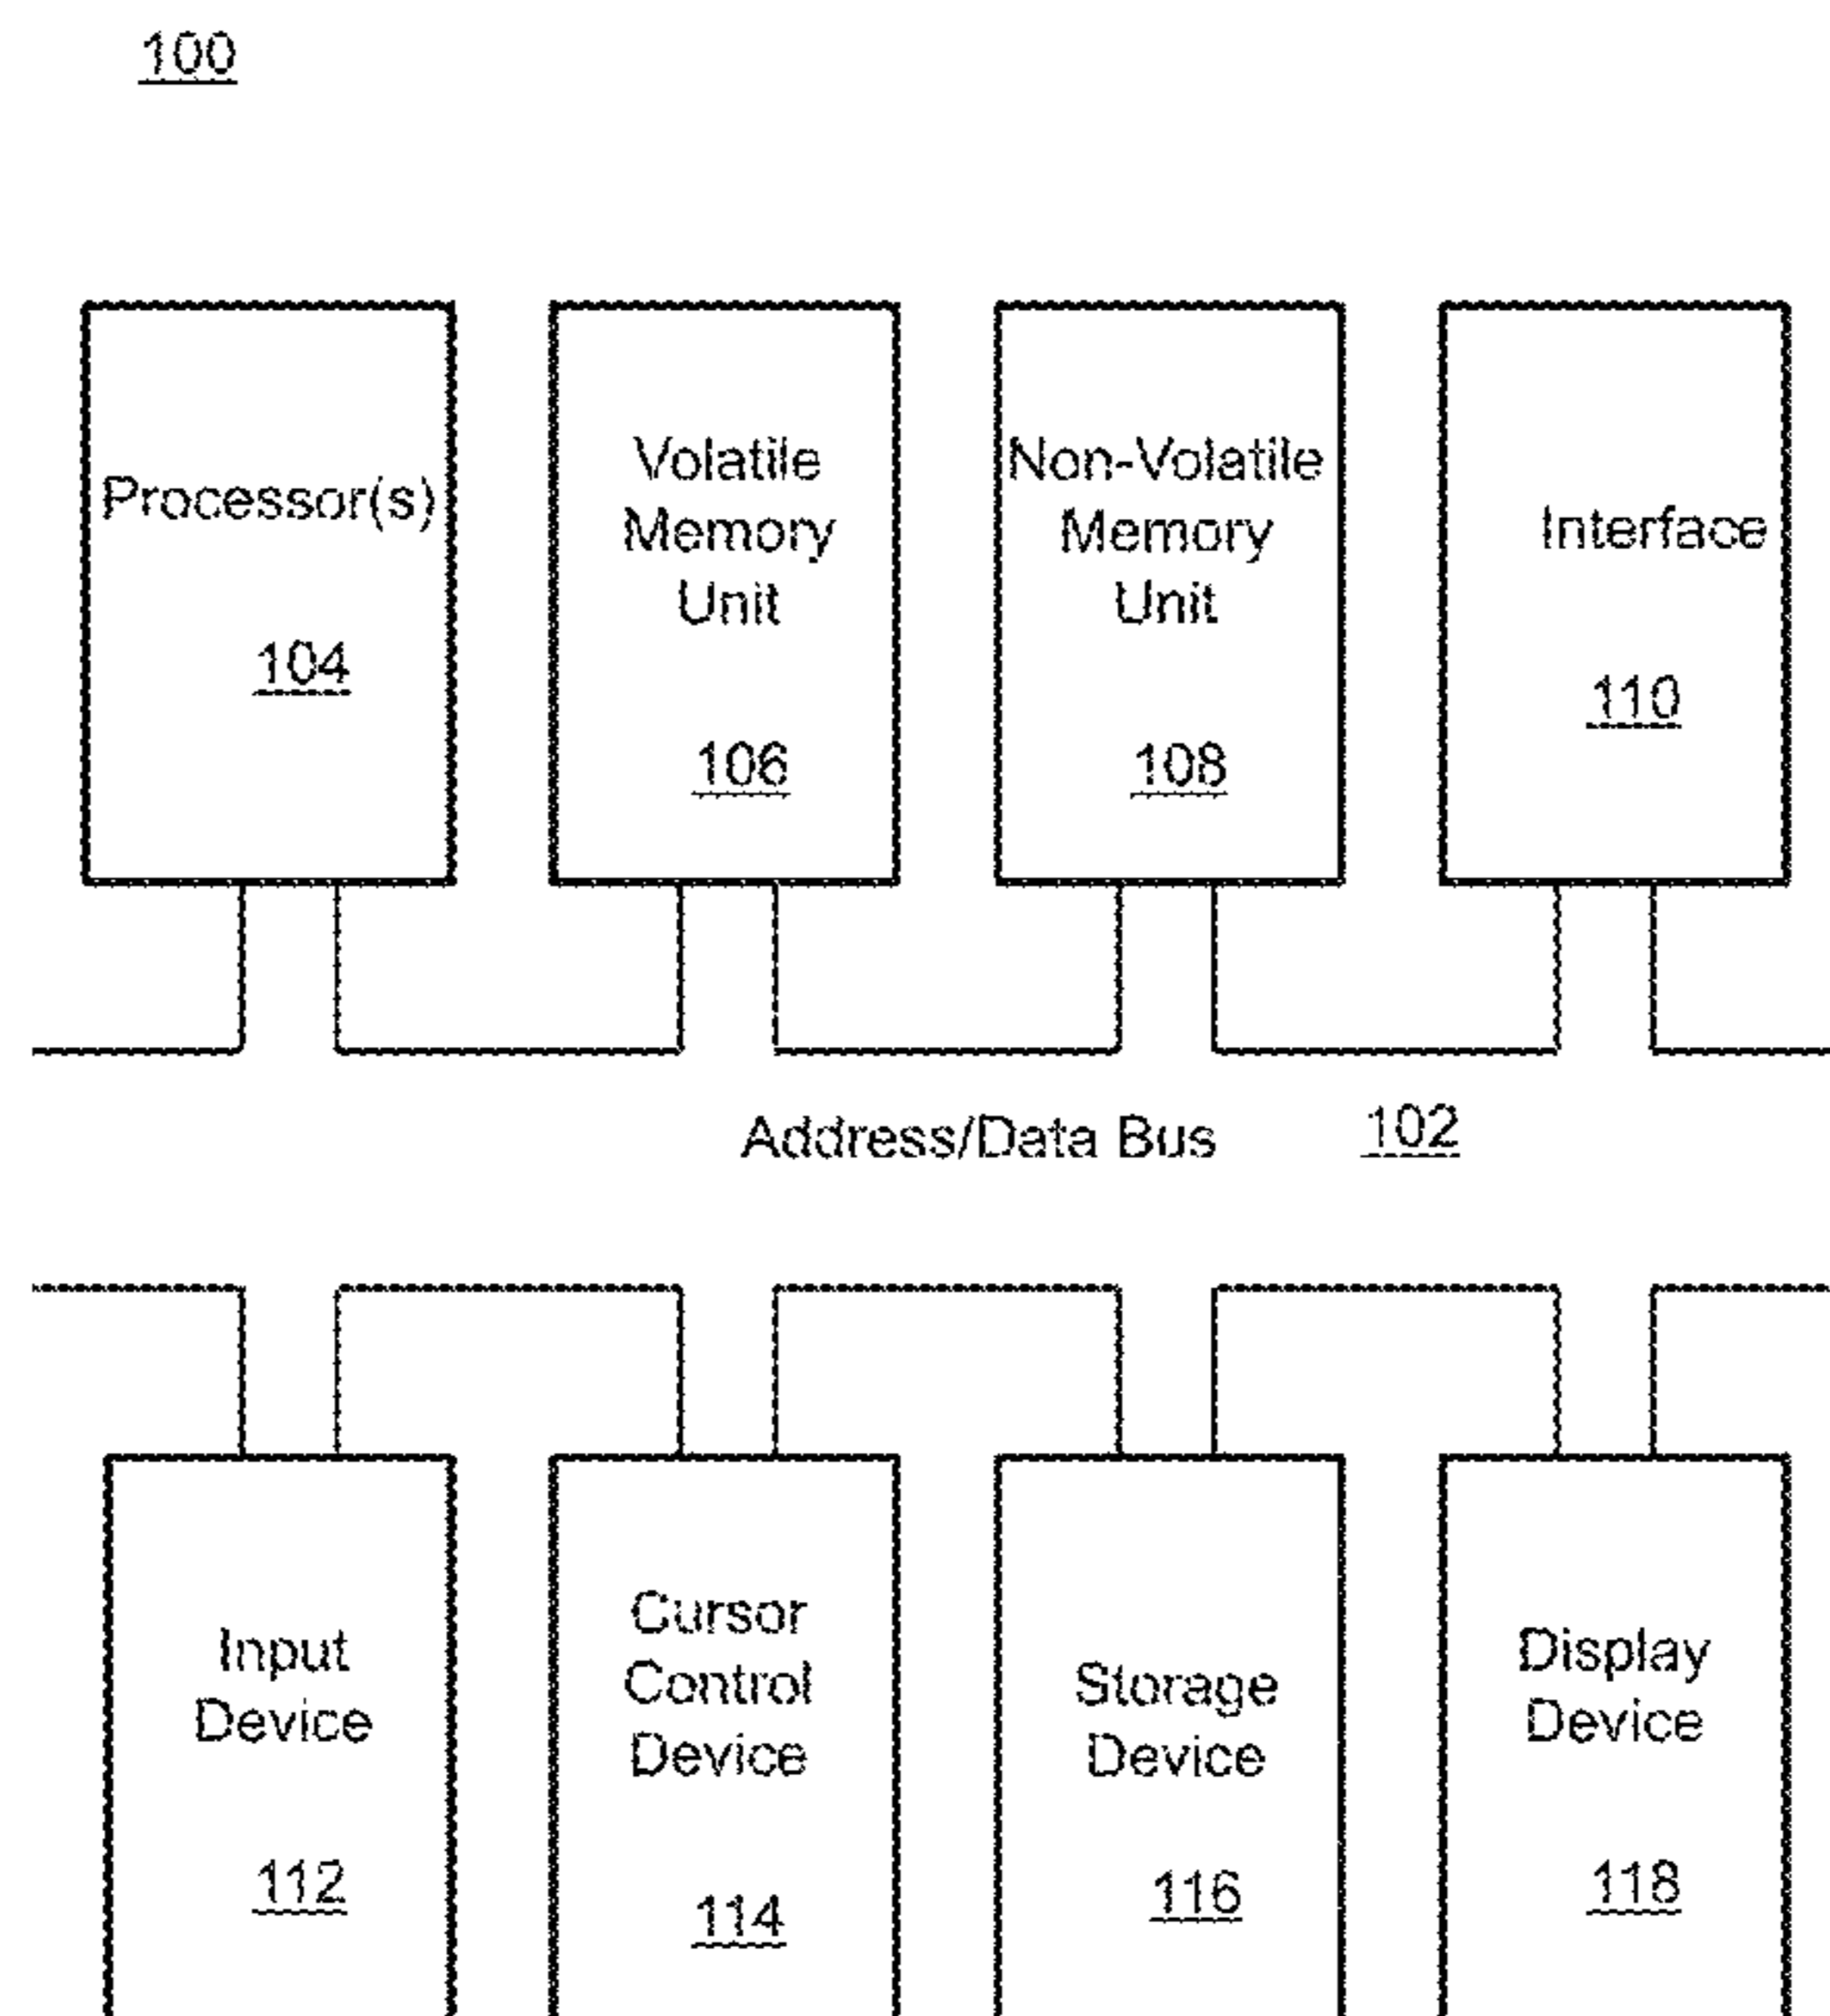 100
Processor(s)
104
Volatile
Memory
Unit
106
Non-Volatile
Memory
Unit
108
Interface
110
Address/Data Bus 102
Input
Device
112
Cursor
Control
Device
114
Storage
Device
116
Display
Device
118